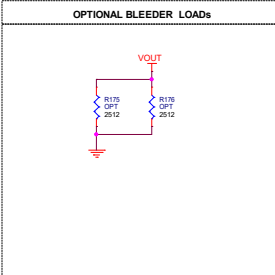 OPTIONAL BLEEDER LOADs
VOUT
R175
OPT
2512
R176
OPT
2512